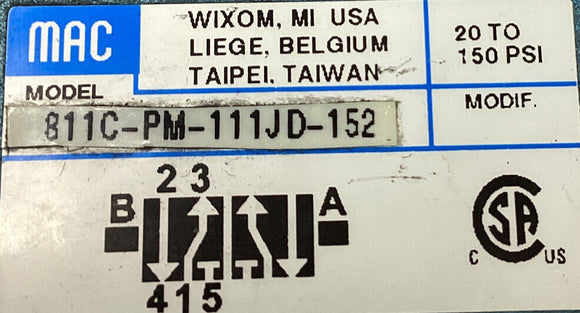 MAC
WIXOM, MI USA
LIEGE, BELGIUM
TAIPEI. TAIWAN
20 TO
150 PSI
MODEL
MODIF.
811C-PM-111JD-152
2 3
B
A
4 1 5
SA
C US